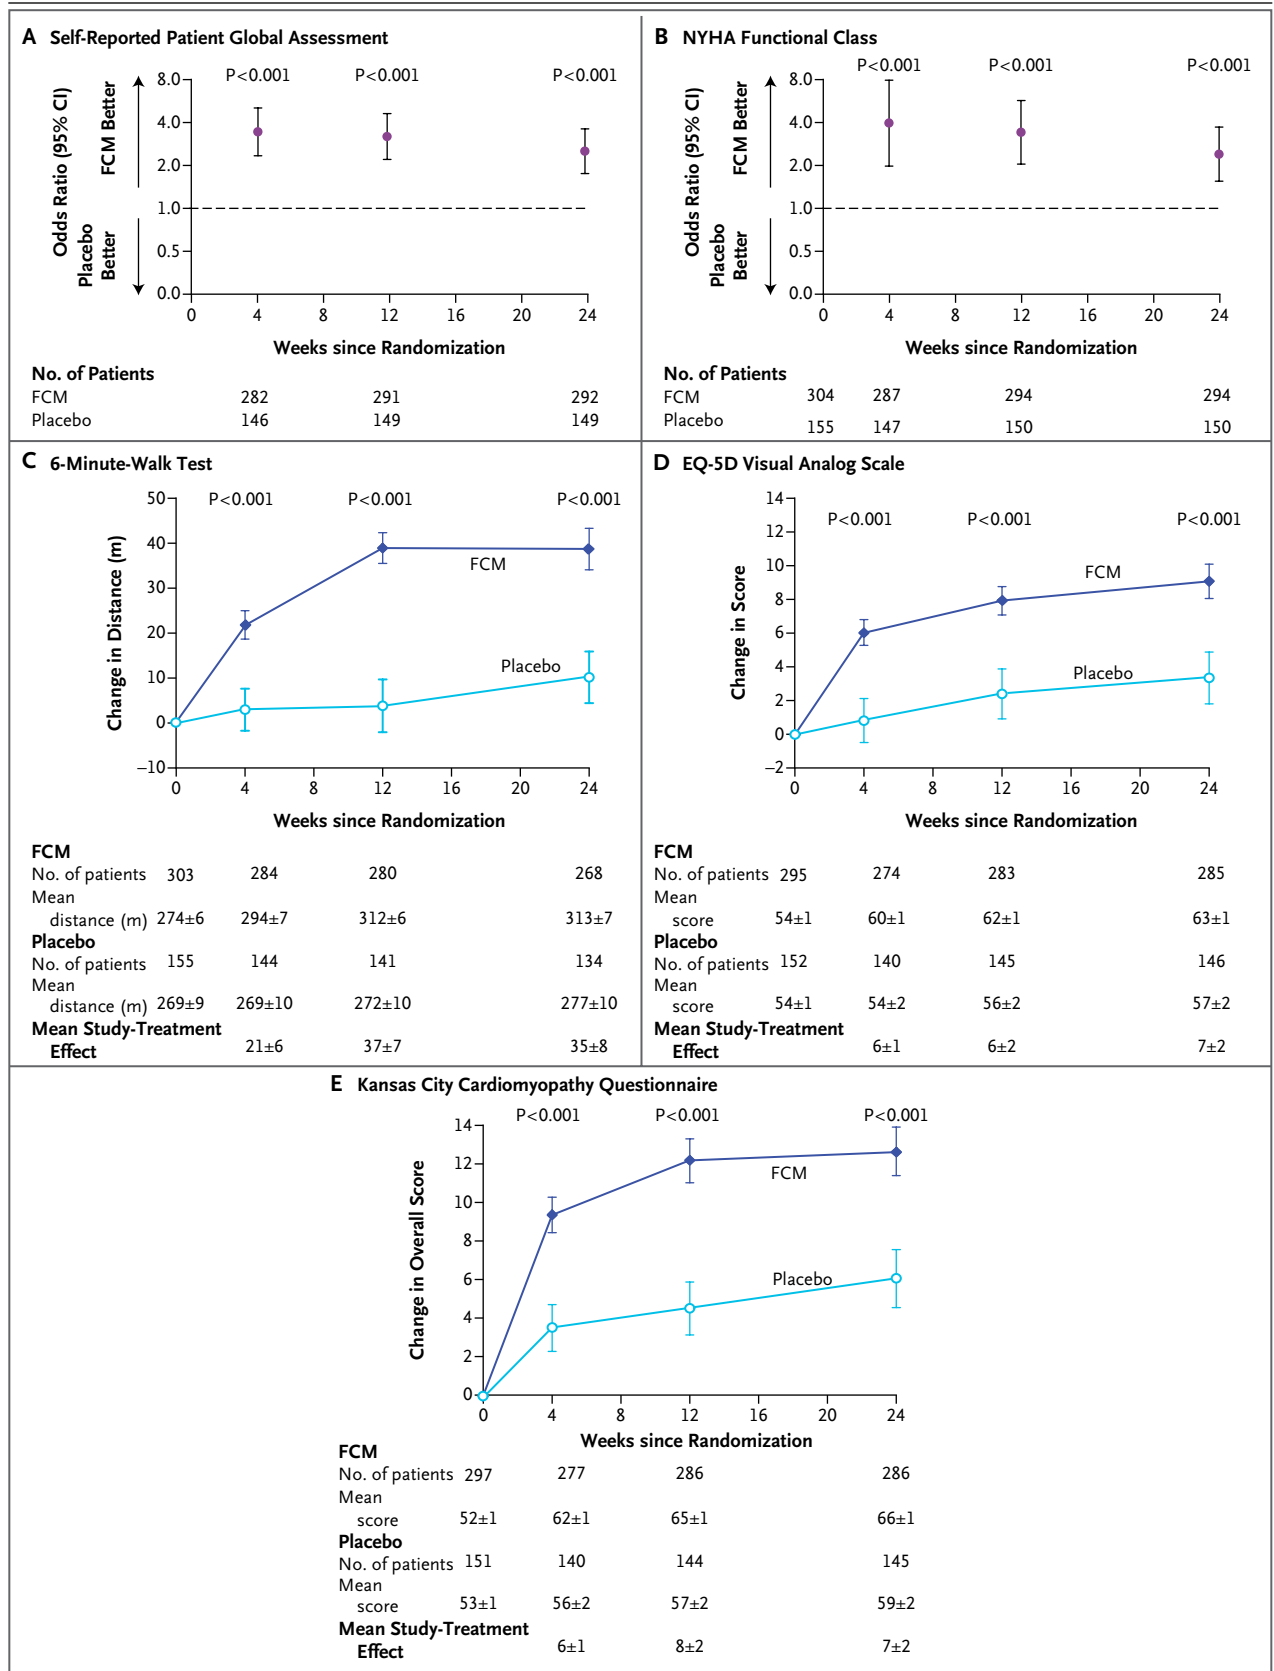 A Self-Reported Patient Global Assessment
Odds Ratio (95% CI)
FCM Better
Placebo
Better
8.0
4.0
2.0
1.0
0.5
0.0
P<0.001 P<0.001 P<0.001
0 4 8 12 16 20 24
Weeks since Randomization
No. of Patients
FCM 282 291 292
Placebo 146 149 149
B NYHA Functional Class
Odds Ratio (95% CI)
FCM Better
Placebo
Better
P<0.001 P<0.001 P<0.001
8.0
4.0
2.0
1.0
0.5
0.0
0 4 8 12 16 20 24
Weeks since Randomization
No. of Patients
FCM 304 287 294 294
Placebo 155 147 150 150
C 6-Minute-Walk Test
Change in Distance (m)
50
40
30
20
10
0
−10
P<0.001 P<0.001 P<0.001
FCM
Placebo
0 4 8 12 16 20 24
Weeks since Randomization
FCM
No. of patients 303 284 280 268
Mean
distance (m) 274±6 294±7 312±6 313±7
Placebo
No. of patients 155 144 141 134
Mean
distance (m) 269±9 269±10 272±10 277±10
Mean Study-Treatment
Effect 21±6 37±7 35±8
D EQ-5D Visual Analog Scale
Change in Score
14
12
10
8
6
4
2
0
−2
P<0.001 P<0.001 P<0.001
FCM
Placebo
0 4 8 12 16 20 24
Weeks since Randomization
FCM
No. of patients 295 274 283 285
Mean
score 54±1 60±1 62±1 63±1
Placebo
No. of patients 152 140 145 146
Mean
score 54±1 54±2 56±2 57±2
Mean Study-Treatment
Effect 6±1 6±2 7±2
E Kansas City Cardiomyopathy Questionnaire
Change in Overall Score
P<0.001 P<0.001 P<0.001
14
12
10
8
6
4
2
0
FCM
Placebo
0 4 8 12 16 20 24
Weeks since Randomization
FCM
No. of patients 297 277 286 286
Mean
score 52±1 62±1 65±1 66±1
Placebo
No. of patients 151 140 144 145
Mean
score 53±1 56±2 57±2 59±2
Mean Study-Treatment
Effect 6±1 8±2 7±2